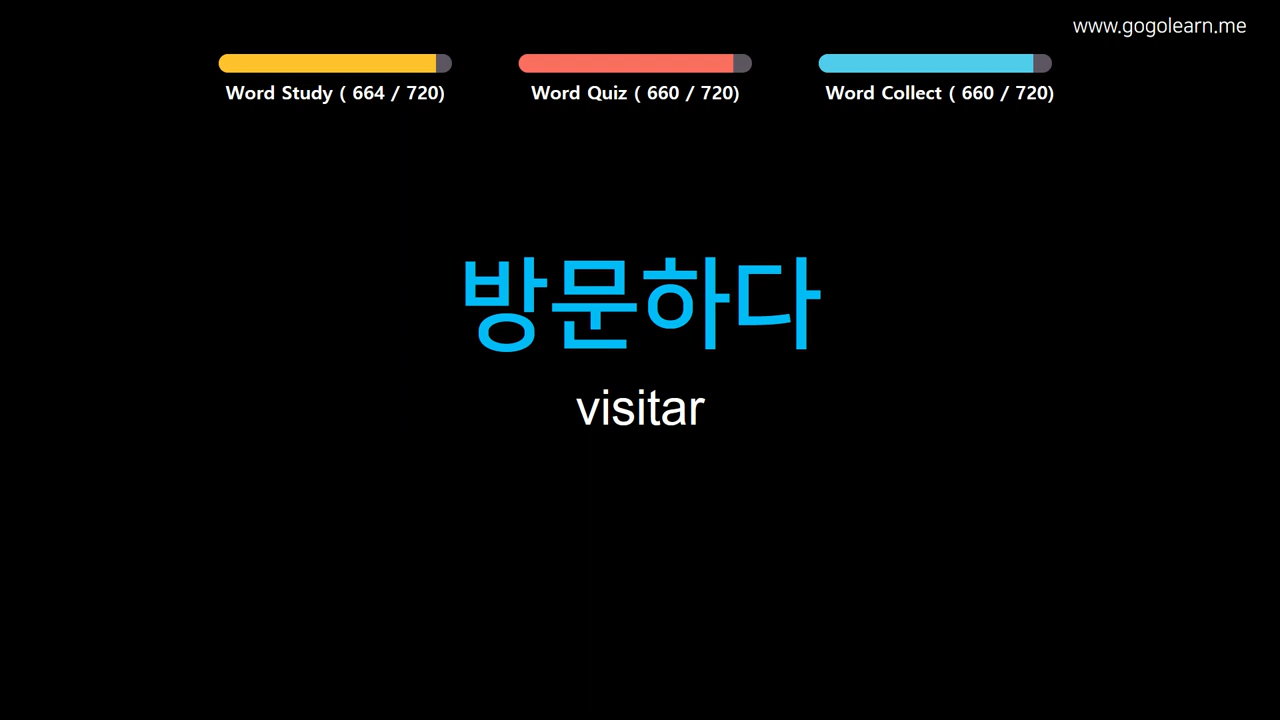 www.gogolearn.me
Word Study ( 664 / 720)
Word Quiz ( 660 / 720)
Word Collect ( 660 / 720)
방문하다
visitar